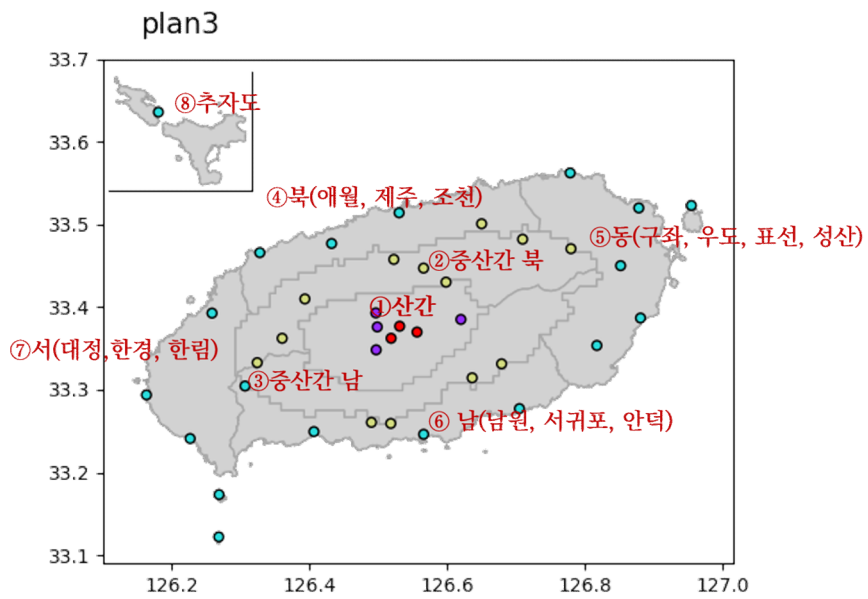 plan3
33.7
⑧추자도
33.6
④북(애월, 제주, 조천)
33.5
⑤동(구좌, 우도, 표선, 성산)
②중산간 북
33.4
①산간
⑦서(대정,한경, 한림)
33.3
③중산간 남
⑥ 남(남원, 서귀포, 안덕)
33.2
33.1
126.2 126.4 126.6 126.8 127.0